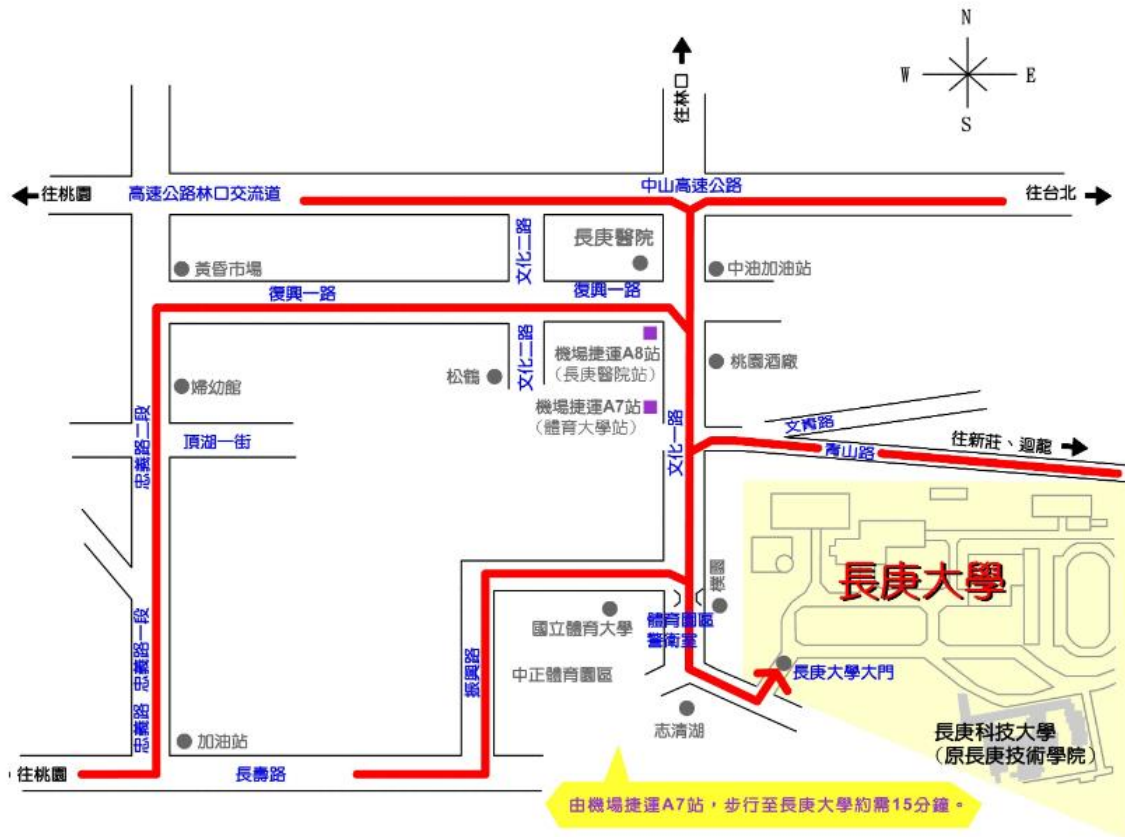 N
W
E
S
往林口
往桃園
高速公路林口交流道
中山高速公路
往台北
文化二路
長庚醫院
黃昏市場
中油加油站
復興一路
復興一路
文化二路
機場捷運A8站
（長庚醫院站）
松鶴
婦幼館
桃園酒廠
機場捷運A7站
（體育大學站）
忠義路二段
頂湖一街
文化一路
文青路
青山路
往新莊、迴龍
長庚大學
樸園
國立體育大學
體育園區
警衛室
忠義路一段
振興路
中正體育園區
長庚大學大門
忠義路
志清湖
長庚科技大學
（原長庚技術學院）
加油站
往桃園
長壽路
由機場捷運A7站，步行至長庚大學約需15分鐘。